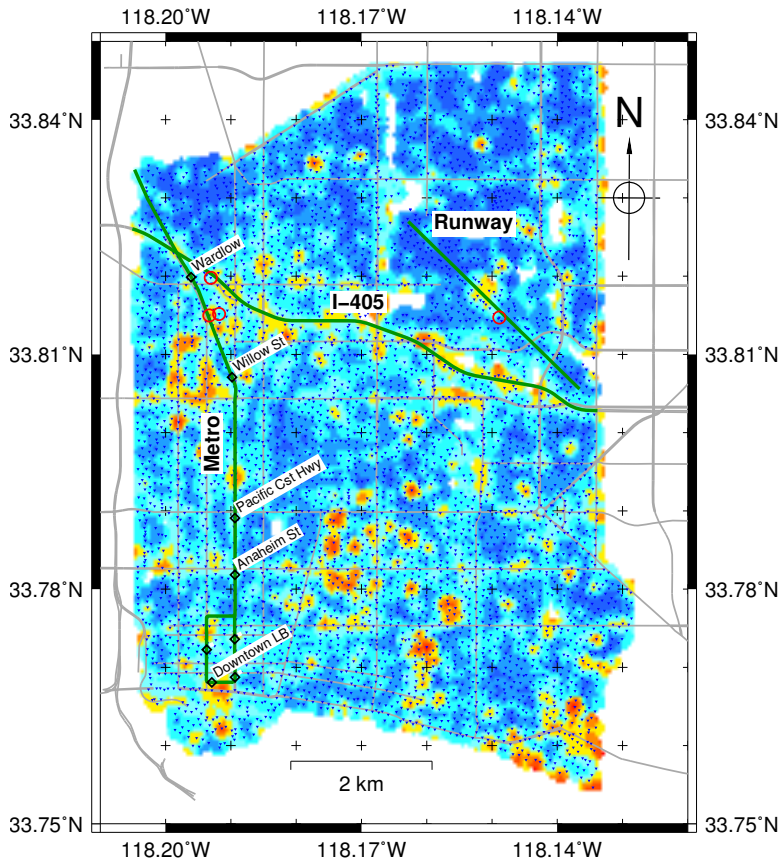 118.20˚W 118.17˚W 118.14˚W
33.84˚N 33.84˚N
N
Runway
Wardlow
I−405
33.81˚N 33.81˚N
Willow St
Metro
Pacific Cst Hwy
Anaheim St
33.78˚N 33.78˚N
Downtown LB
2 km
33.75˚N 33.75˚N
118.20˚W 118.17˚W 118.14˚W